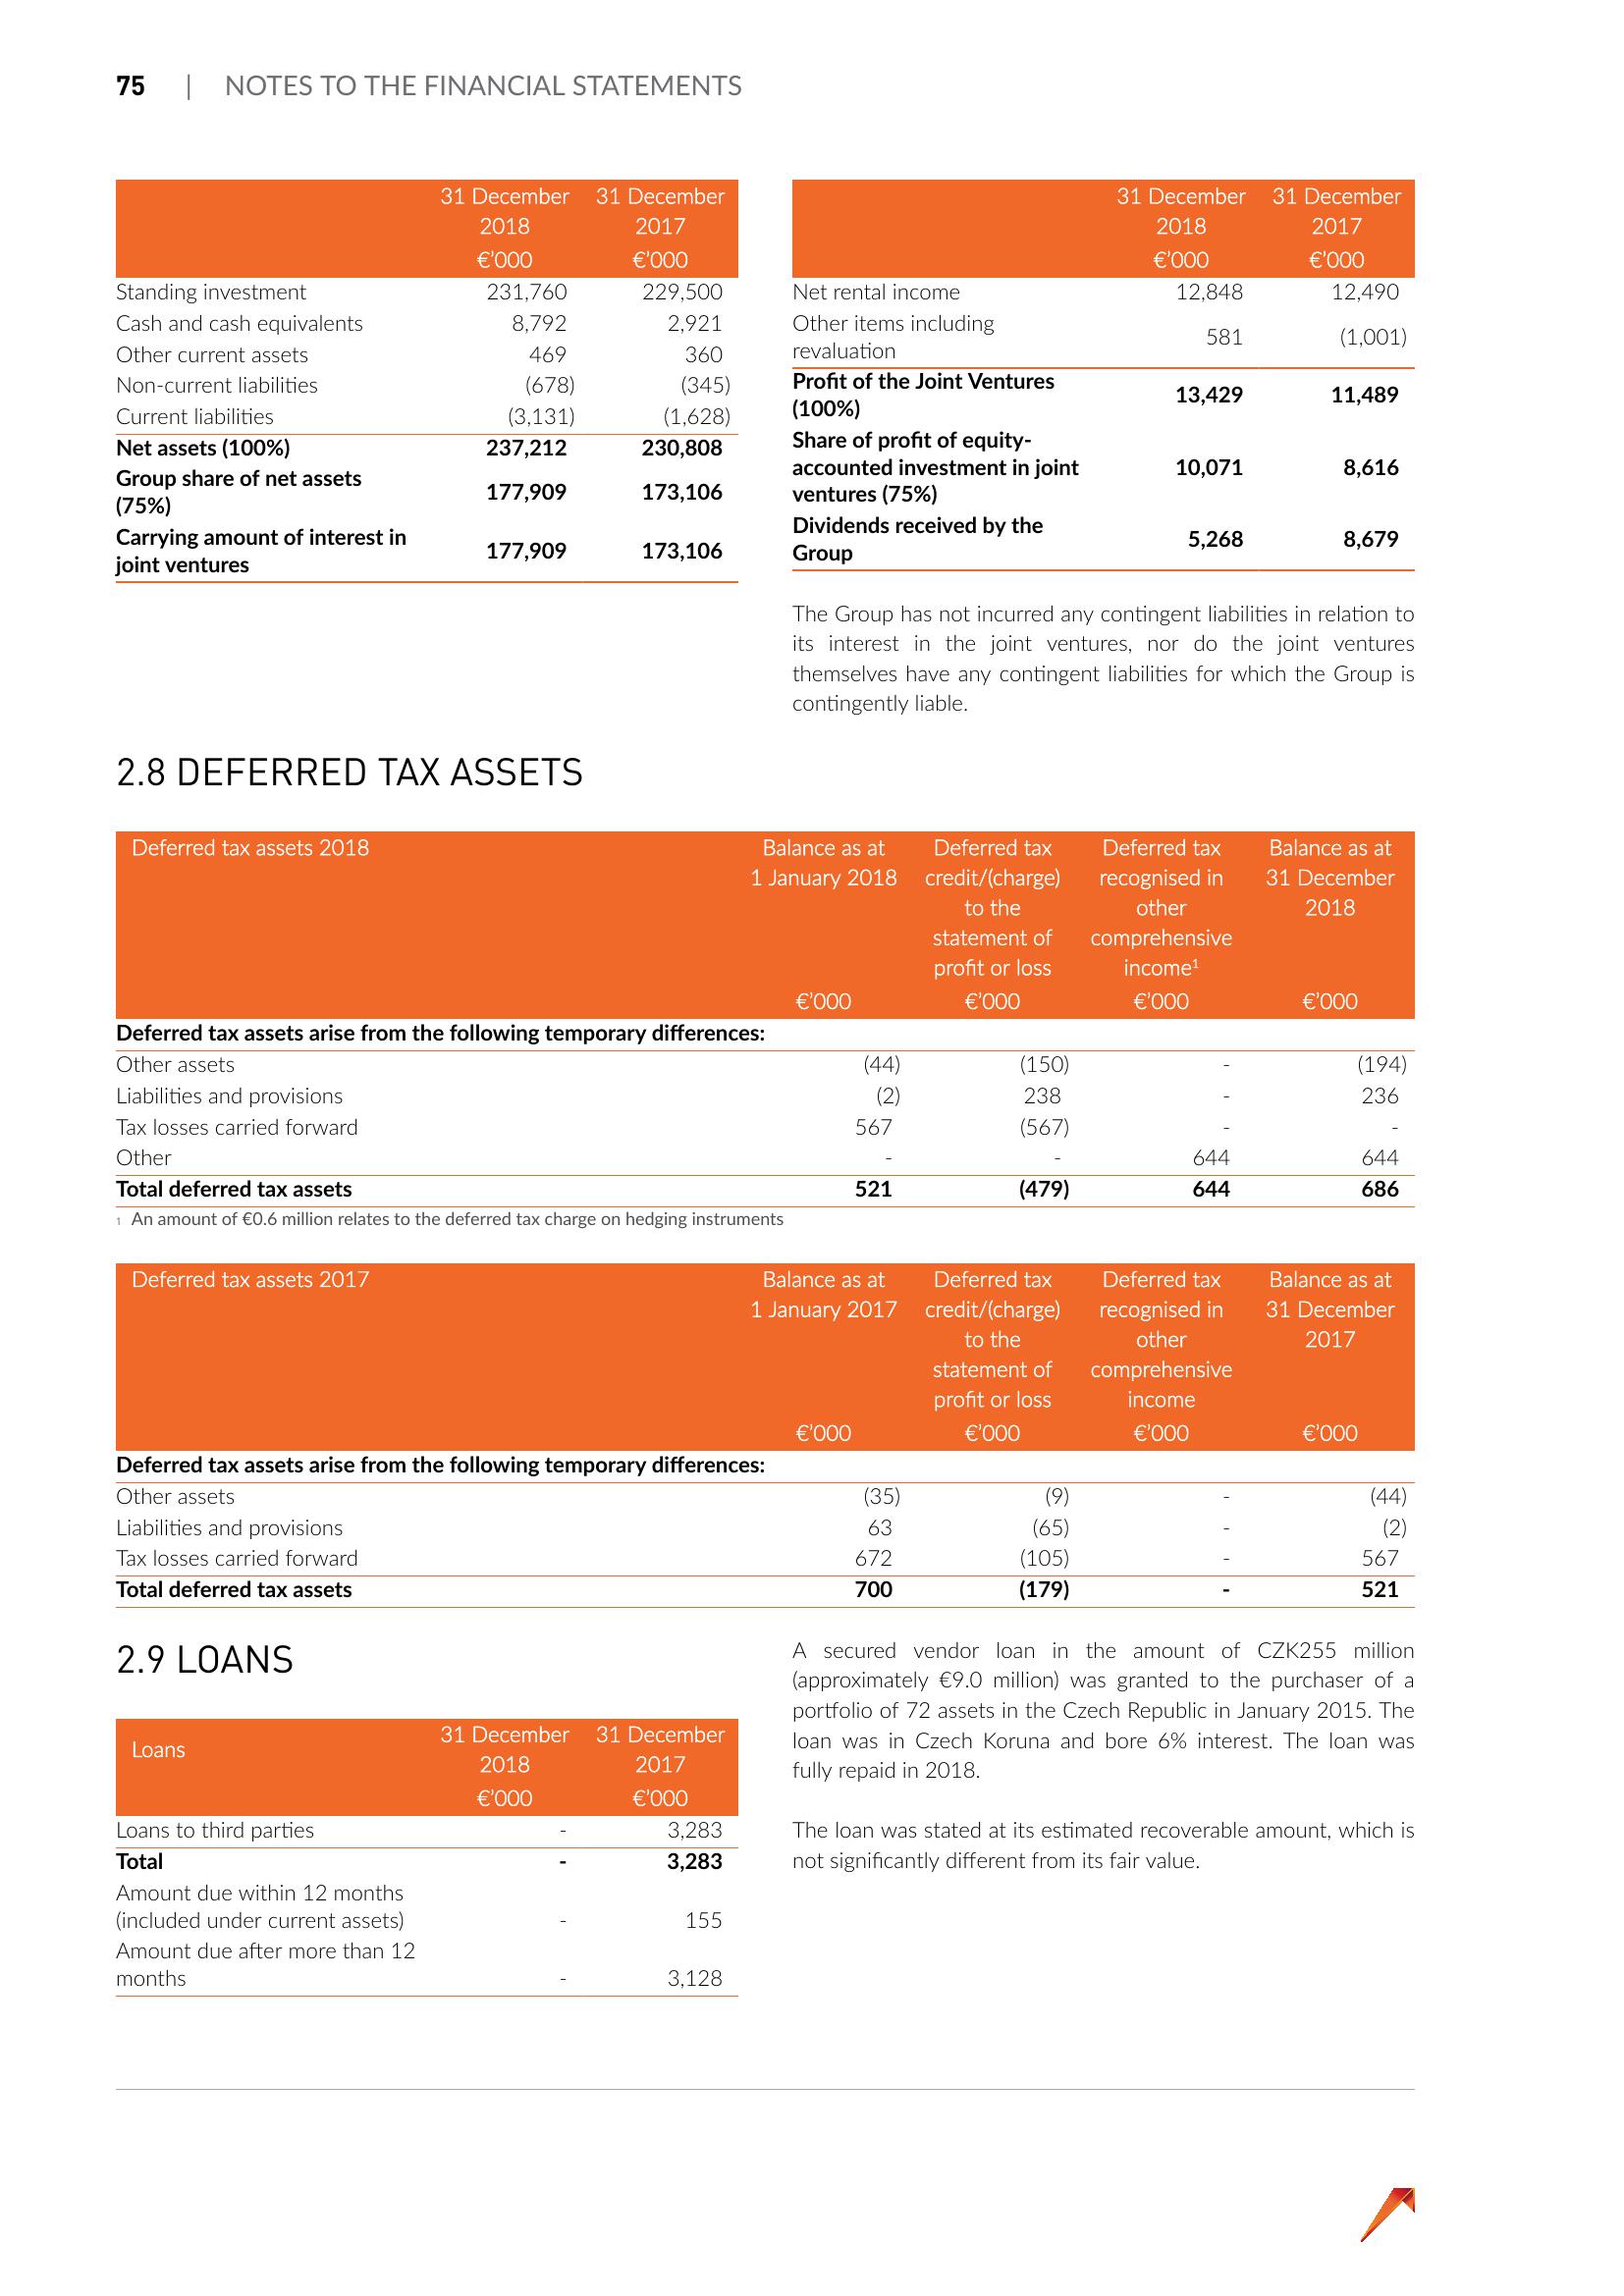 75 | NOTES TO THE FINANCIAL STATEMENTS
31 December 31 December
2018 2017
€’000 €’000
Standing investment 231,760 229,500
Cash and cash equivalents 8,792 2,921
Other current assets 469 360
Non-current liabilities (678) (345)
Current liabilities (3,131) (1,628)
Net assets (100%) 237,212 230,808
Group share of net assets
(75%) 177,909 173,106
Carrying amount of interest in
joint ventures 177,909 173,106
31 December 31 December
2018 2017
€’000 €’000
Net rental income 12,848 12,490
Other items including
revaluation 581 (1,001)
Profit of the Joint Ventures
(100%) 13,429 11,489
Share of profit of equity-
accounted investment in joint 10,071 8,616
ventures (75%)
Dividends received by the
Group 5,268 8,679
The Group has not incurred any contingent liabilities in relation to
its interest in the joint ventures, nor do the joint ventures
themselves have any contingent liabilities for which the Group is
contingently liable.
2.8 DEFERRED TAX ASSETS
Deferred tax assets 2018 Balance as at Deferred tax Deferred tax Balance as at
1 January 2018 credit/(charge) recognised in 31 December
to the other 2018
statement of comprehensive
profit or loss income¹
€’000 €’000 €’000 €’000
Deferred tax assets arise from the following temporary differences:
Other assets (44) (150) - (194)
Liabilities and provisions (2) 238 - 236
Tax losses carried forward 567 (567) - -
Other - - 644 644
Total deferred tax assets 521 (479) 644 686
1 An amount of €0.6 million relates to the deferred tax charge on hedging instruments
Deferred tax assets 2017 Balance as at Deferred tax Deferred tax Balance as at
1 January 2017 credit/(charge) recognised in 31 December
to the other 2017
statement of comprehensive
profit or loss income
€’000 €’000 €’000 €’000
Deferred tax assets arise from the following temporary differences:
Other assets (35) (9) - (44)
Liabilities and provisions 63 (65) - (2)
Tax losses carried forward 672 (105) - 567
Total deferred tax assets 700 (179) - 521
2.9 LOANS
Loans 31 December 31 December
2018 2017
€’000 €’000
Loans to third parties - 3,283
Total - 3,283
Amount due within 12 months
(included under current assets) - 155
Amount due after more than 12
months - 3,128
A secured vendor loan in the amount of CZK255 million
(approximately €9.0 million) was granted to the purchaser of a
portfolio of 72 assets in the Czech Republic in January 2015. The
loan was in Czech Koruna and bore 6% interest. The loan was
fully repaid in 2018.
The loan was stated at its estimated recoverable amount, which is
not significantly different from its fair value.